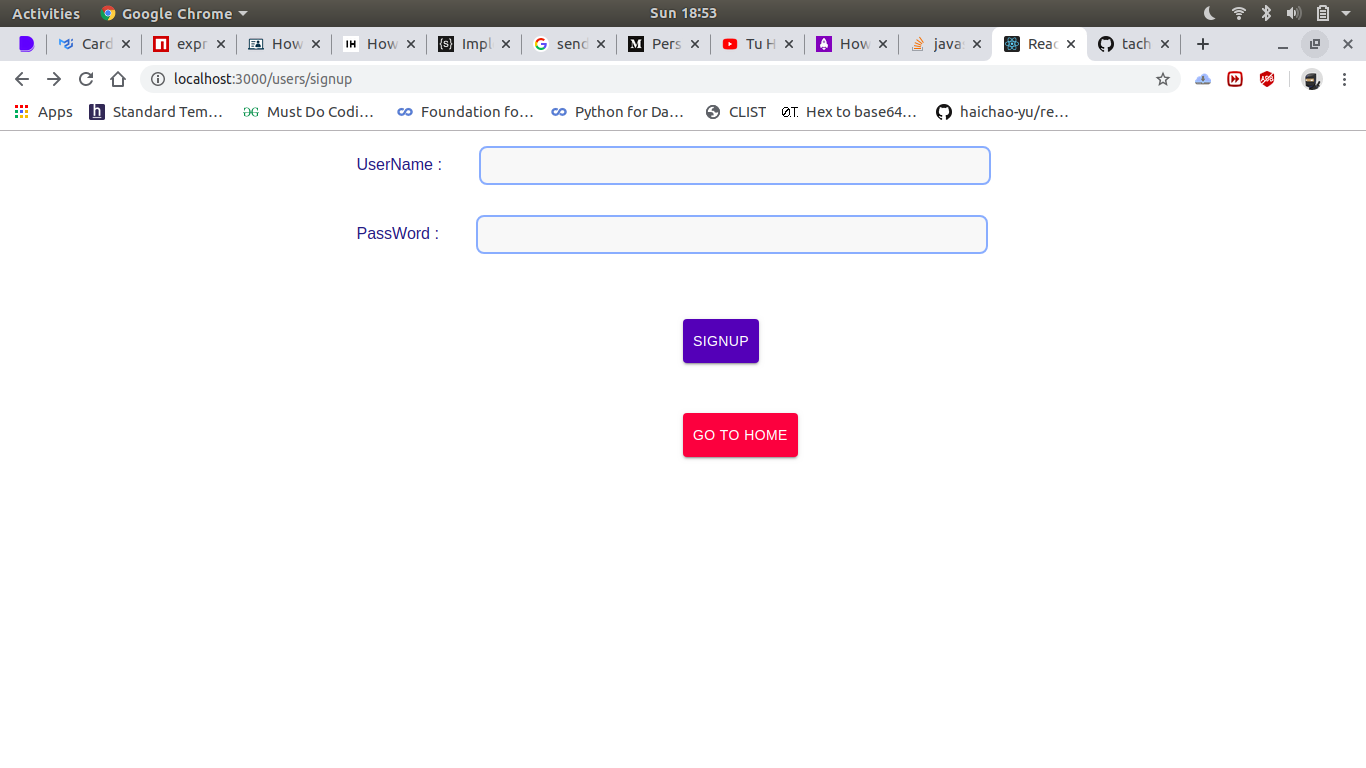 Activities Google Chrome Sun 18:53
Card expr How How Impl send Pers Tu H How java Reac tach
localhost:3000/users/signup
Apps Standard Tem… Must Do Codi… Foundation fo… Python for Da… CLIST Hex to base64… haichao-yu/re…
UserName :
PassWord :
SIGNUP
GO TO HOME